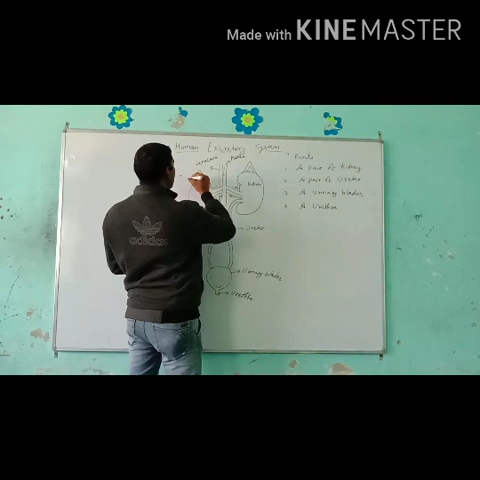 Made with KINEMASTER
Human Excretory System
Venacava Aorta
Kidney
Ureter
Urinary bladder
Urethra
Parts
1 A pair of Kidney
2 A pair of Ureter
3 A Urinary bladder
4 A Urethra
adidas